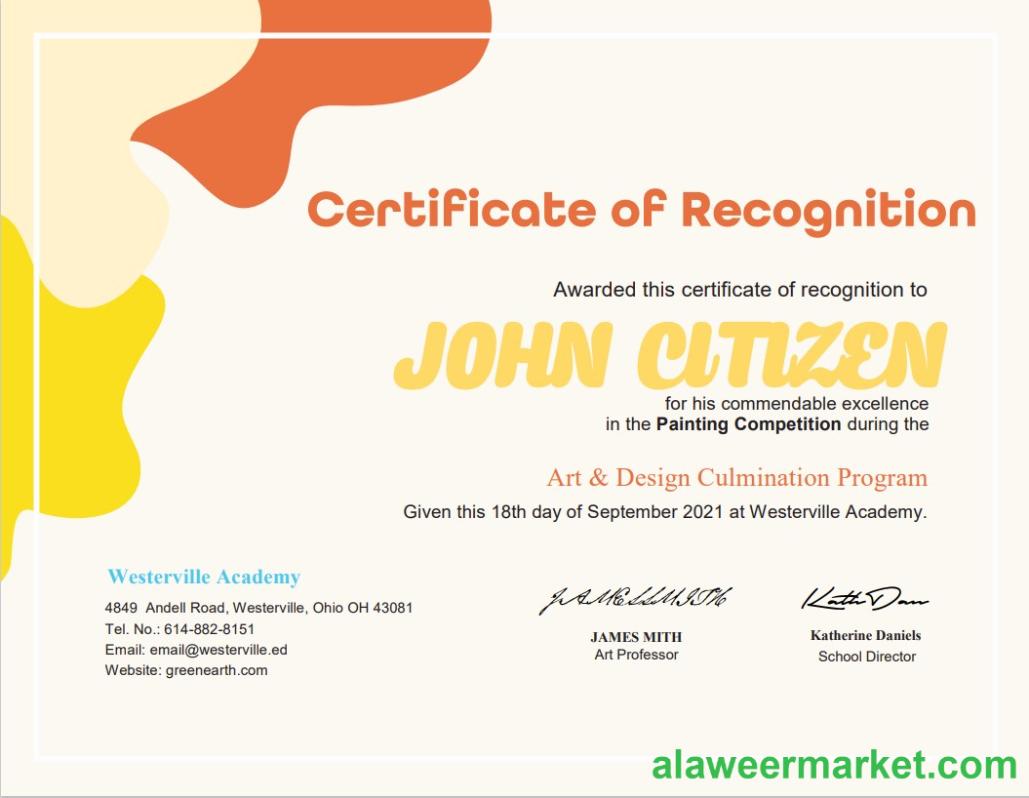 Certificate of Recognition
Awarded this certificate of recognition to
JOHN CITIZEN
for his commendable excellence
in the Painting Competition during the
Art & Design Culmination Program
Given this 18th day of September 2021 at Westerville Academy.
Westerville Academy
4849 Andell Road, Westerville, Ohio OH 43081
Tel. No.: 614-882-8151
Email: email@westerville.ed
Website: greenearth.com
JAMESSMITH
JAMES MITH
Art Professor
Kath Dan
Katherine Daniels
School Director
alaweermarket.com